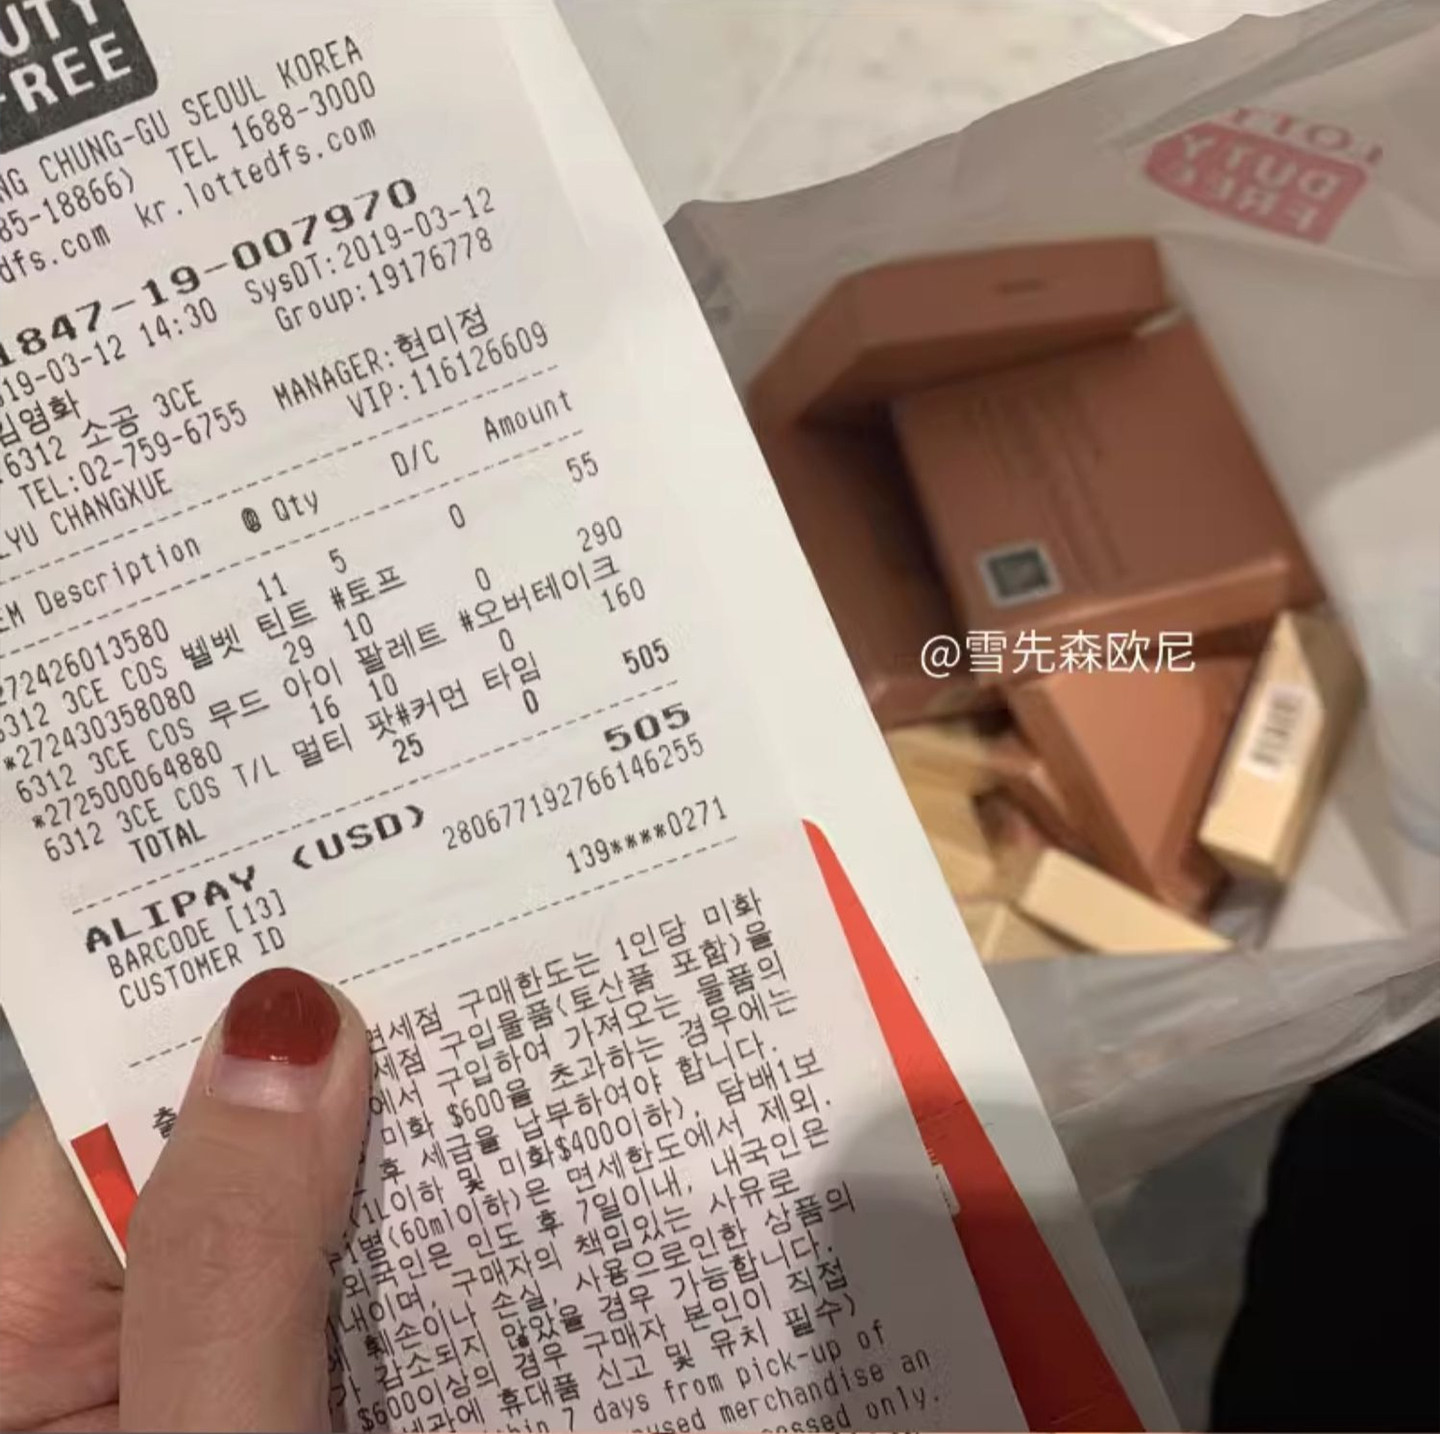 DUTY
FREE
CHUNG-GU SEOUL KOREA
85-18866) TEL 1688-3000
dfs.com kr.lottedfs.com
1847-19-007970
19-03-12 14:30 SysDT:2019-03-12
Group:19176778
김영화 MANAGER:현미정
6312 소공 3CE VIP:116126609
TEL:02-759-6755
LYU CHANGXUE
EM Description @ Qty D/C Amount
272426013580 11 5 0 55
6312 3CE COS 벨벳 틴트 #토프
*272430358080 29 10 0 290
6312 3CE COS 무드 아이 팔레트 #오버테이크
*272500064880 16 10 0 160
6312 3CE COS T/L 멀티 팟#커먼 타임
TOTAL 25 0 505
ALIPAY (USD) 505
BARCODE [13] 28067719276614625­5
CUSTOMER ID 139****0271
출
면세점 구매한도는 1인당 미화
세점 구입물품(토산품 포함)을
에서 구입하여 가져오는 물품의
미화 $600을 초과하는 경우에는
후 세금을 납부하여야 합니다.
(1L이하 및 미화$400이하), 담배1보
1병(60ml이하)은 면세한도에서 제외.
외국인은 인도 후 7일이내, 내국인은
내이며, 구매자의 책임있는 사유로
훼손이나 손실, 사용으로인한 상품의
감소되지 않았을 경우 가능합니다.
$600이상의 경우 구매자 본인이 직접
세관에 휴대품 신고 및 유치 필수)
7 days from pick-up of
merchandise an
only.
LOTTE
DUTY
FREE
@雪先森欧尼